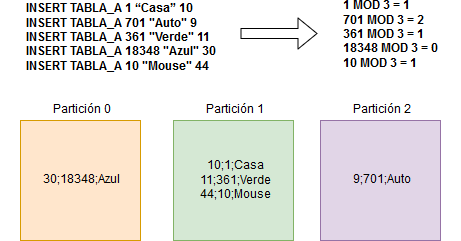 INSERT TABLA_A 1 “Casa” 10
INSERT TABLA_A 701 "Auto" 9
INSERT TABLA_A 361 "Verde" 11
INSERT TABLA_A 18348 "Azul" 30
INSERT TABLA_A 10 "Mouse" 44
1 MOD 3 = 1
701 MOD 3 = 2
361 MOD 3 = 1
18348 MOD 3 = 0
10 MOD 3 = 1
Partición 0
30;18348;Azul
Partición 1
10;1;Casa
11;361;Verde
44;10;Mouse
Partición 2
9;701;Auto